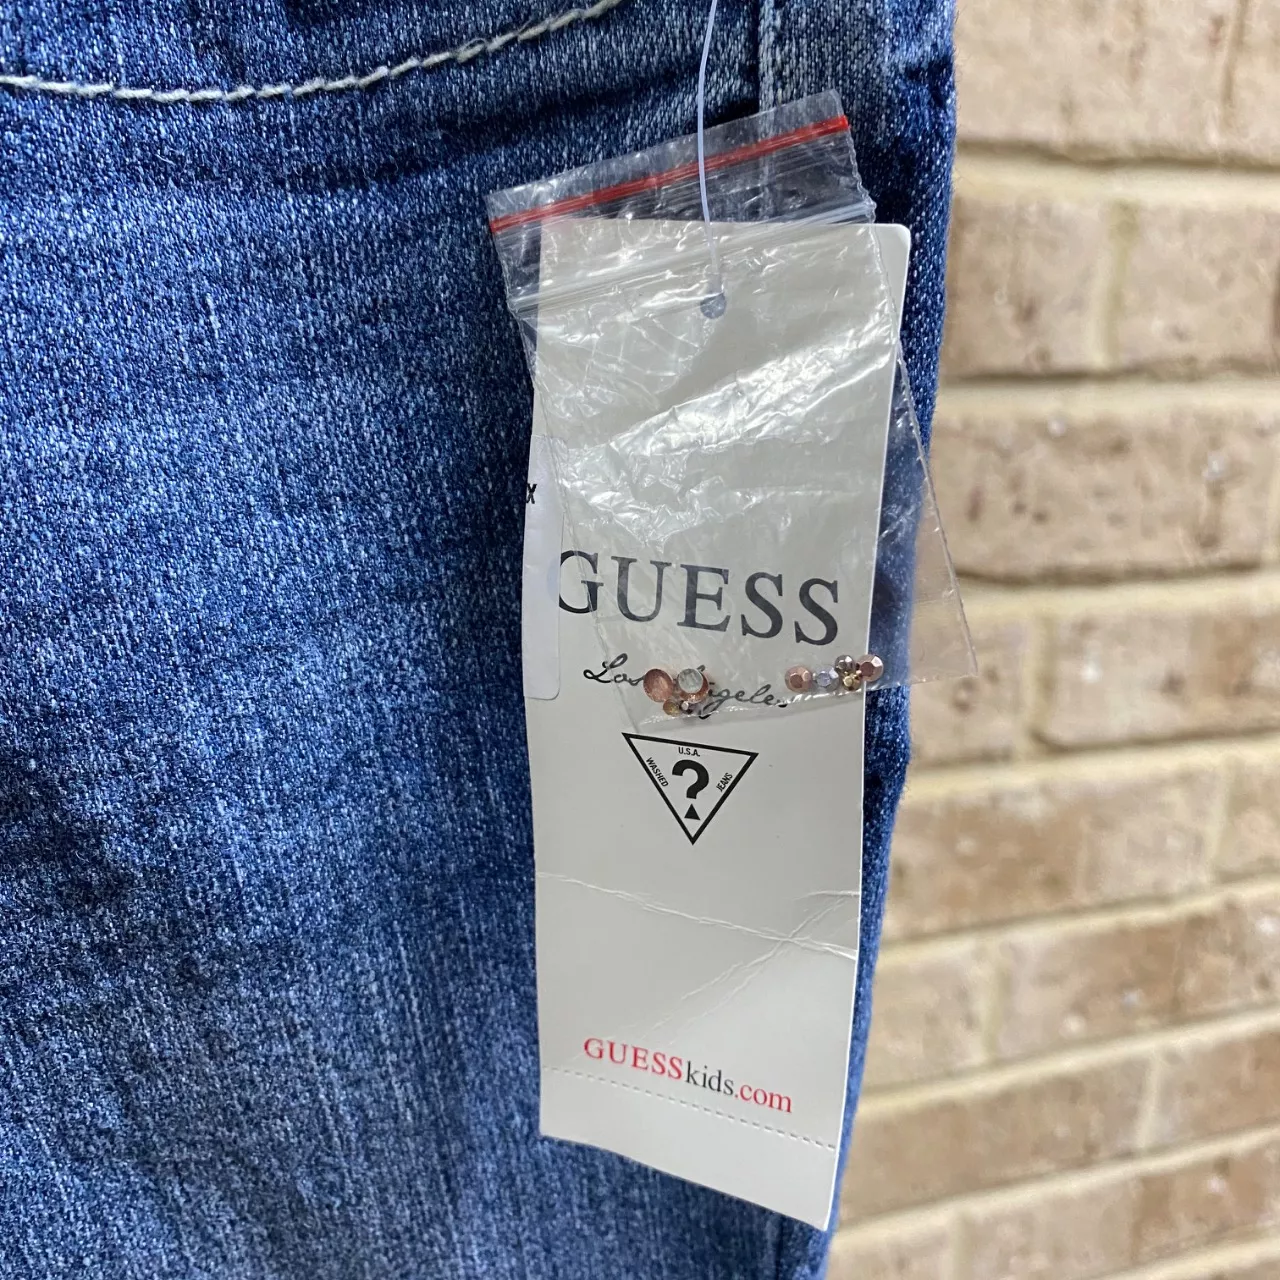 X
GUESS
Los Angeles
U.S.A.
WASHED ? JEANS
GUESSkids.com